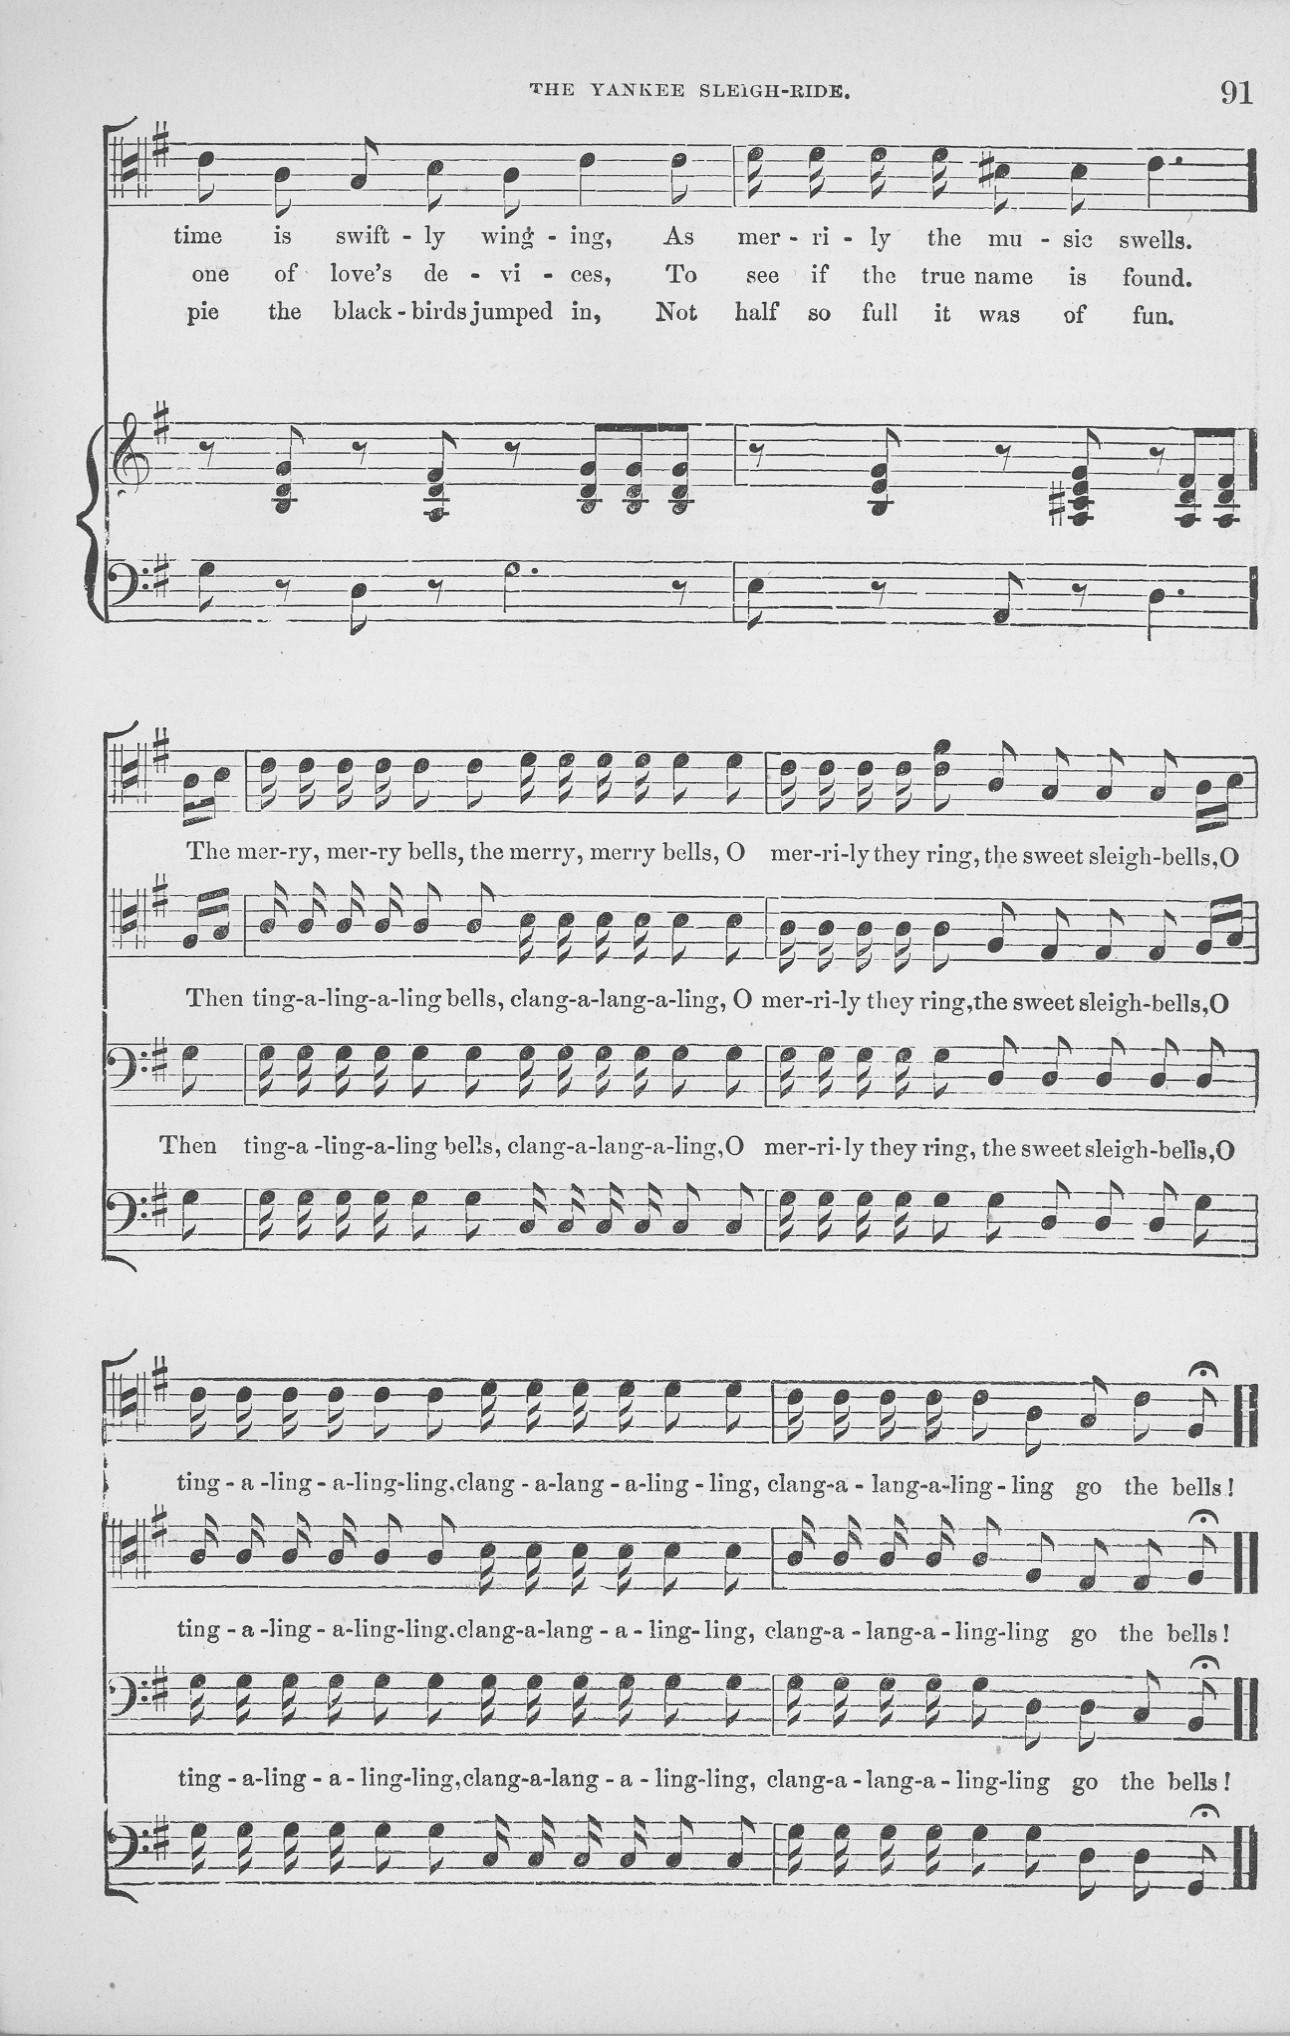 THE YANKEE SLEIGH-RIDE.
91
time is swift - ly wing - ing, As mer - ri - ly the mu - sic swells.
one of love's de - vi - ces, To see if the true name is found.
pie the black - birds jumped in, Not half so full it was of fun.
The mer-ry, mer-ry bells, the merry, merry bells, O mer-ri-ly they ring, the sweet sleigh-bells, O
Then ting-a-ling-a-ling bells, clang-a-lang-a-ling, O mer-ri-ly they ring, the sweet sleigh-bells, O
Then ting-a-ling-a-ling bells, clang-a-lang-a-ling, O mer-ri-ly they ring, the sweet sleigh-bells, O
ting - a - ling - a-ling-ling, clang - a-lang - a-ling - ling, clang-a - lang-a-ling - ling go the bells!
ting - a - ling - a-ling-ling. clang-a-lang - a - ling- ling, clang-a - lang-a - ling-ling go the bells!
ting - a-ling - a - ling-ling, clang-a-lang - a - ling-ling, clang-a - lang-a - ling-ling go the bells!